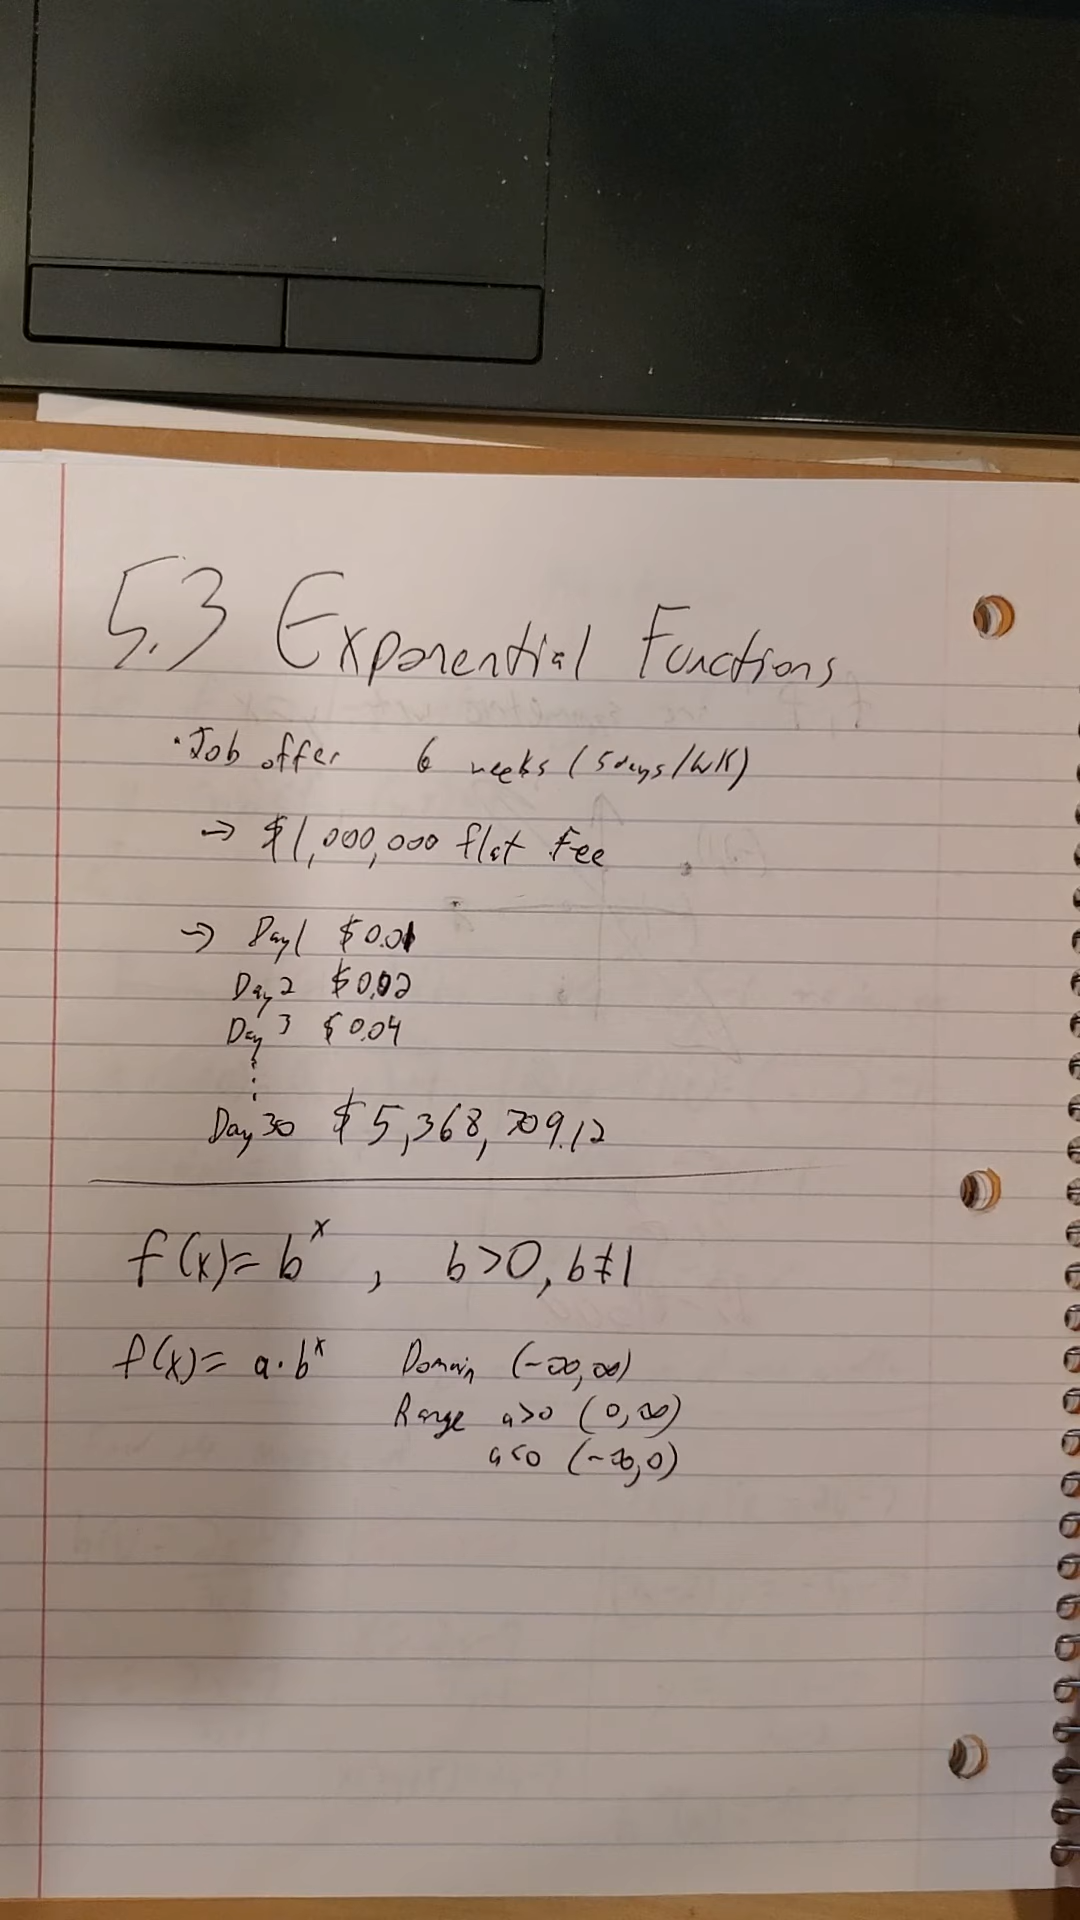 5.3 Exponential Functions
· Job offer 6 weeks (5days/WK)
→ $1,000,000 flat Fee
→ Day 1 $0.01
Day 2 $0.02
Day 3 $0.04
⋮
Day 30 $5,368,709.12
f(x)= b^x , b>0, b≠1
f(x)= a·b^x Domain (-∞,∞)
Range a>0 (0,∞)
a<0 (-∞,0)